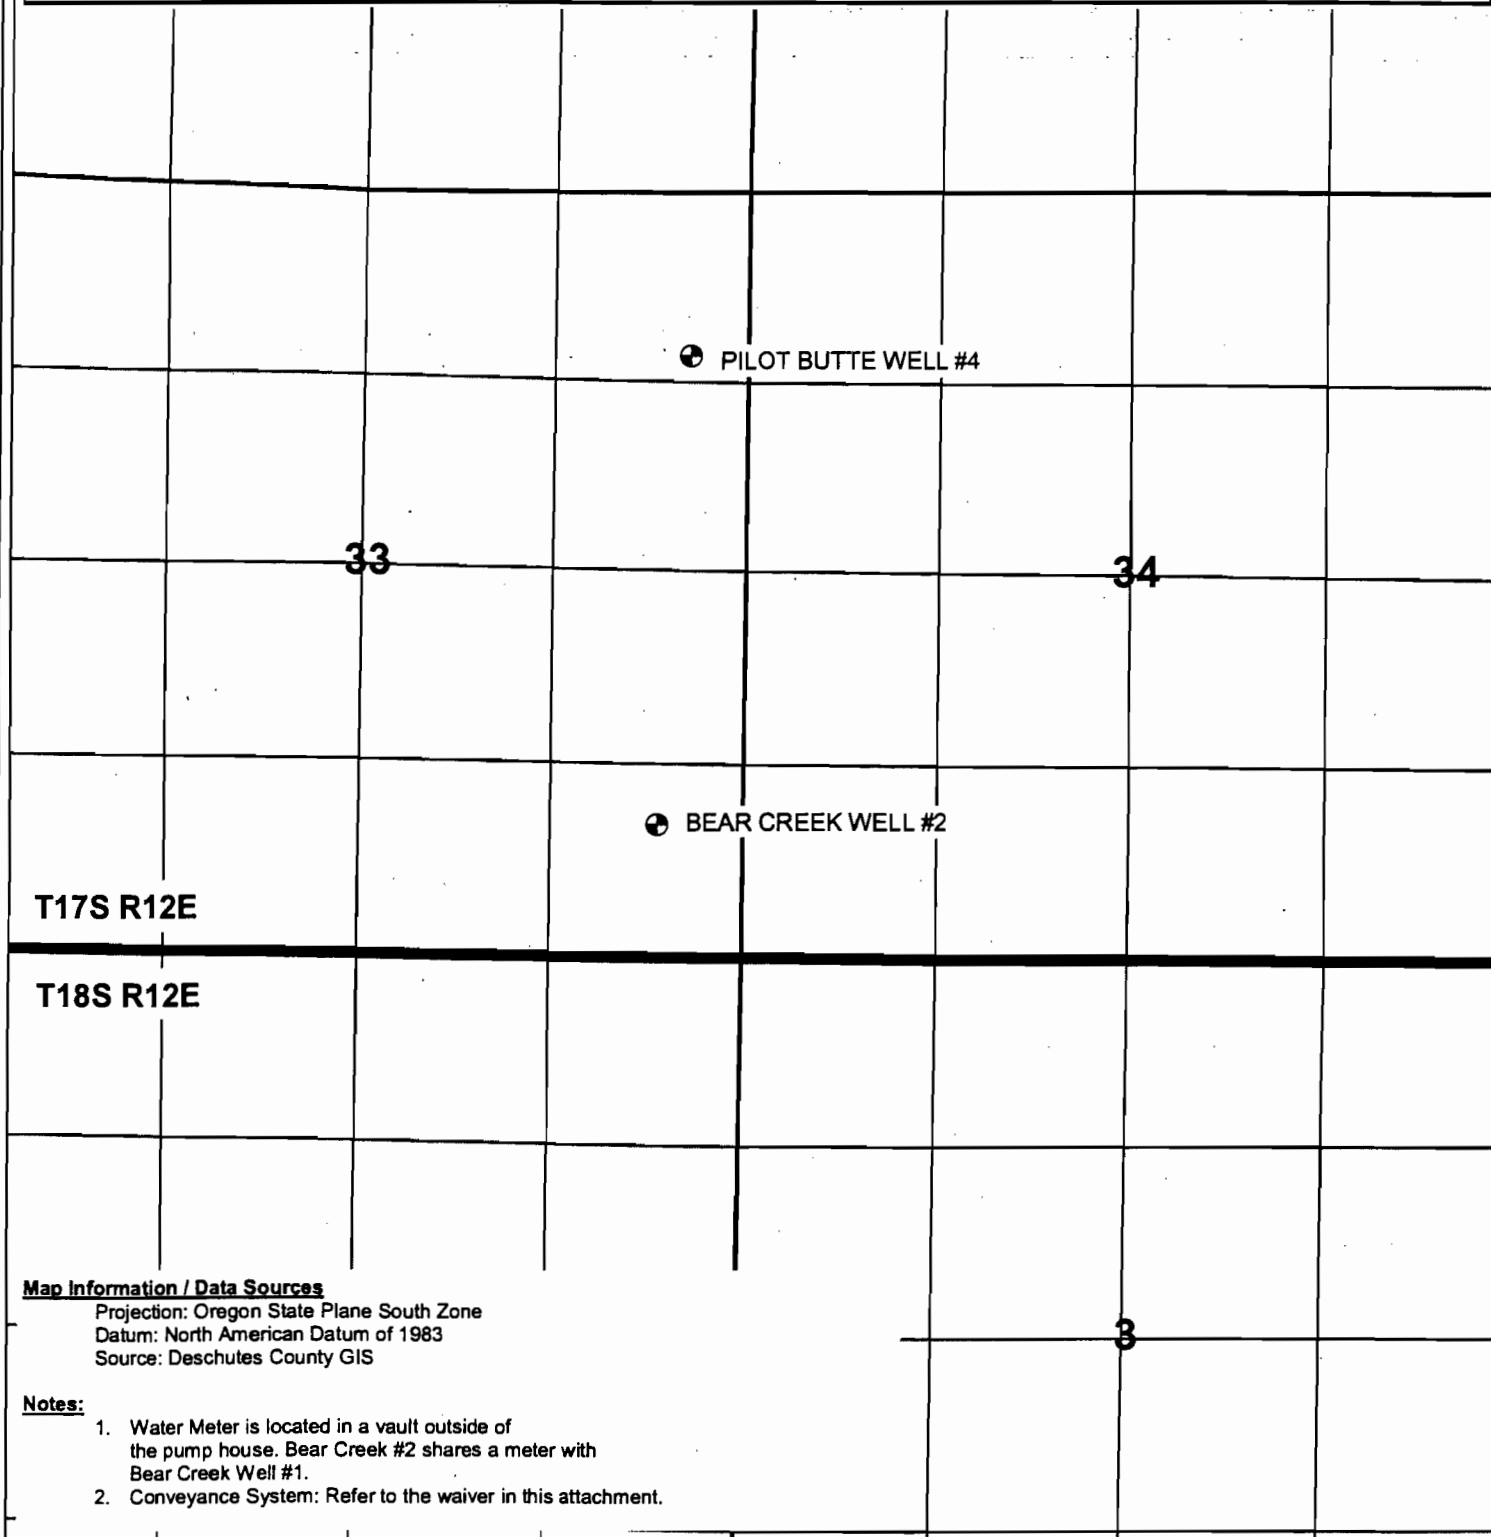 PILOT BUTTE WELL #4
33
34
BEAR CREEK WELL #2
T17S R12E
T18S R12E
Map Information / Data Sources
Projection: Oregon State Plane South Zone
Datum: North American Datum of 1983
Source: Deschutes County GIS
3
Notes:
1. Water Meter is located in a vault outside of
the pump house. Bear Creek #2 shares a meter with
Bear Creek Well #1.
2. Conveyance System: Refer to the waiver in this attachment.